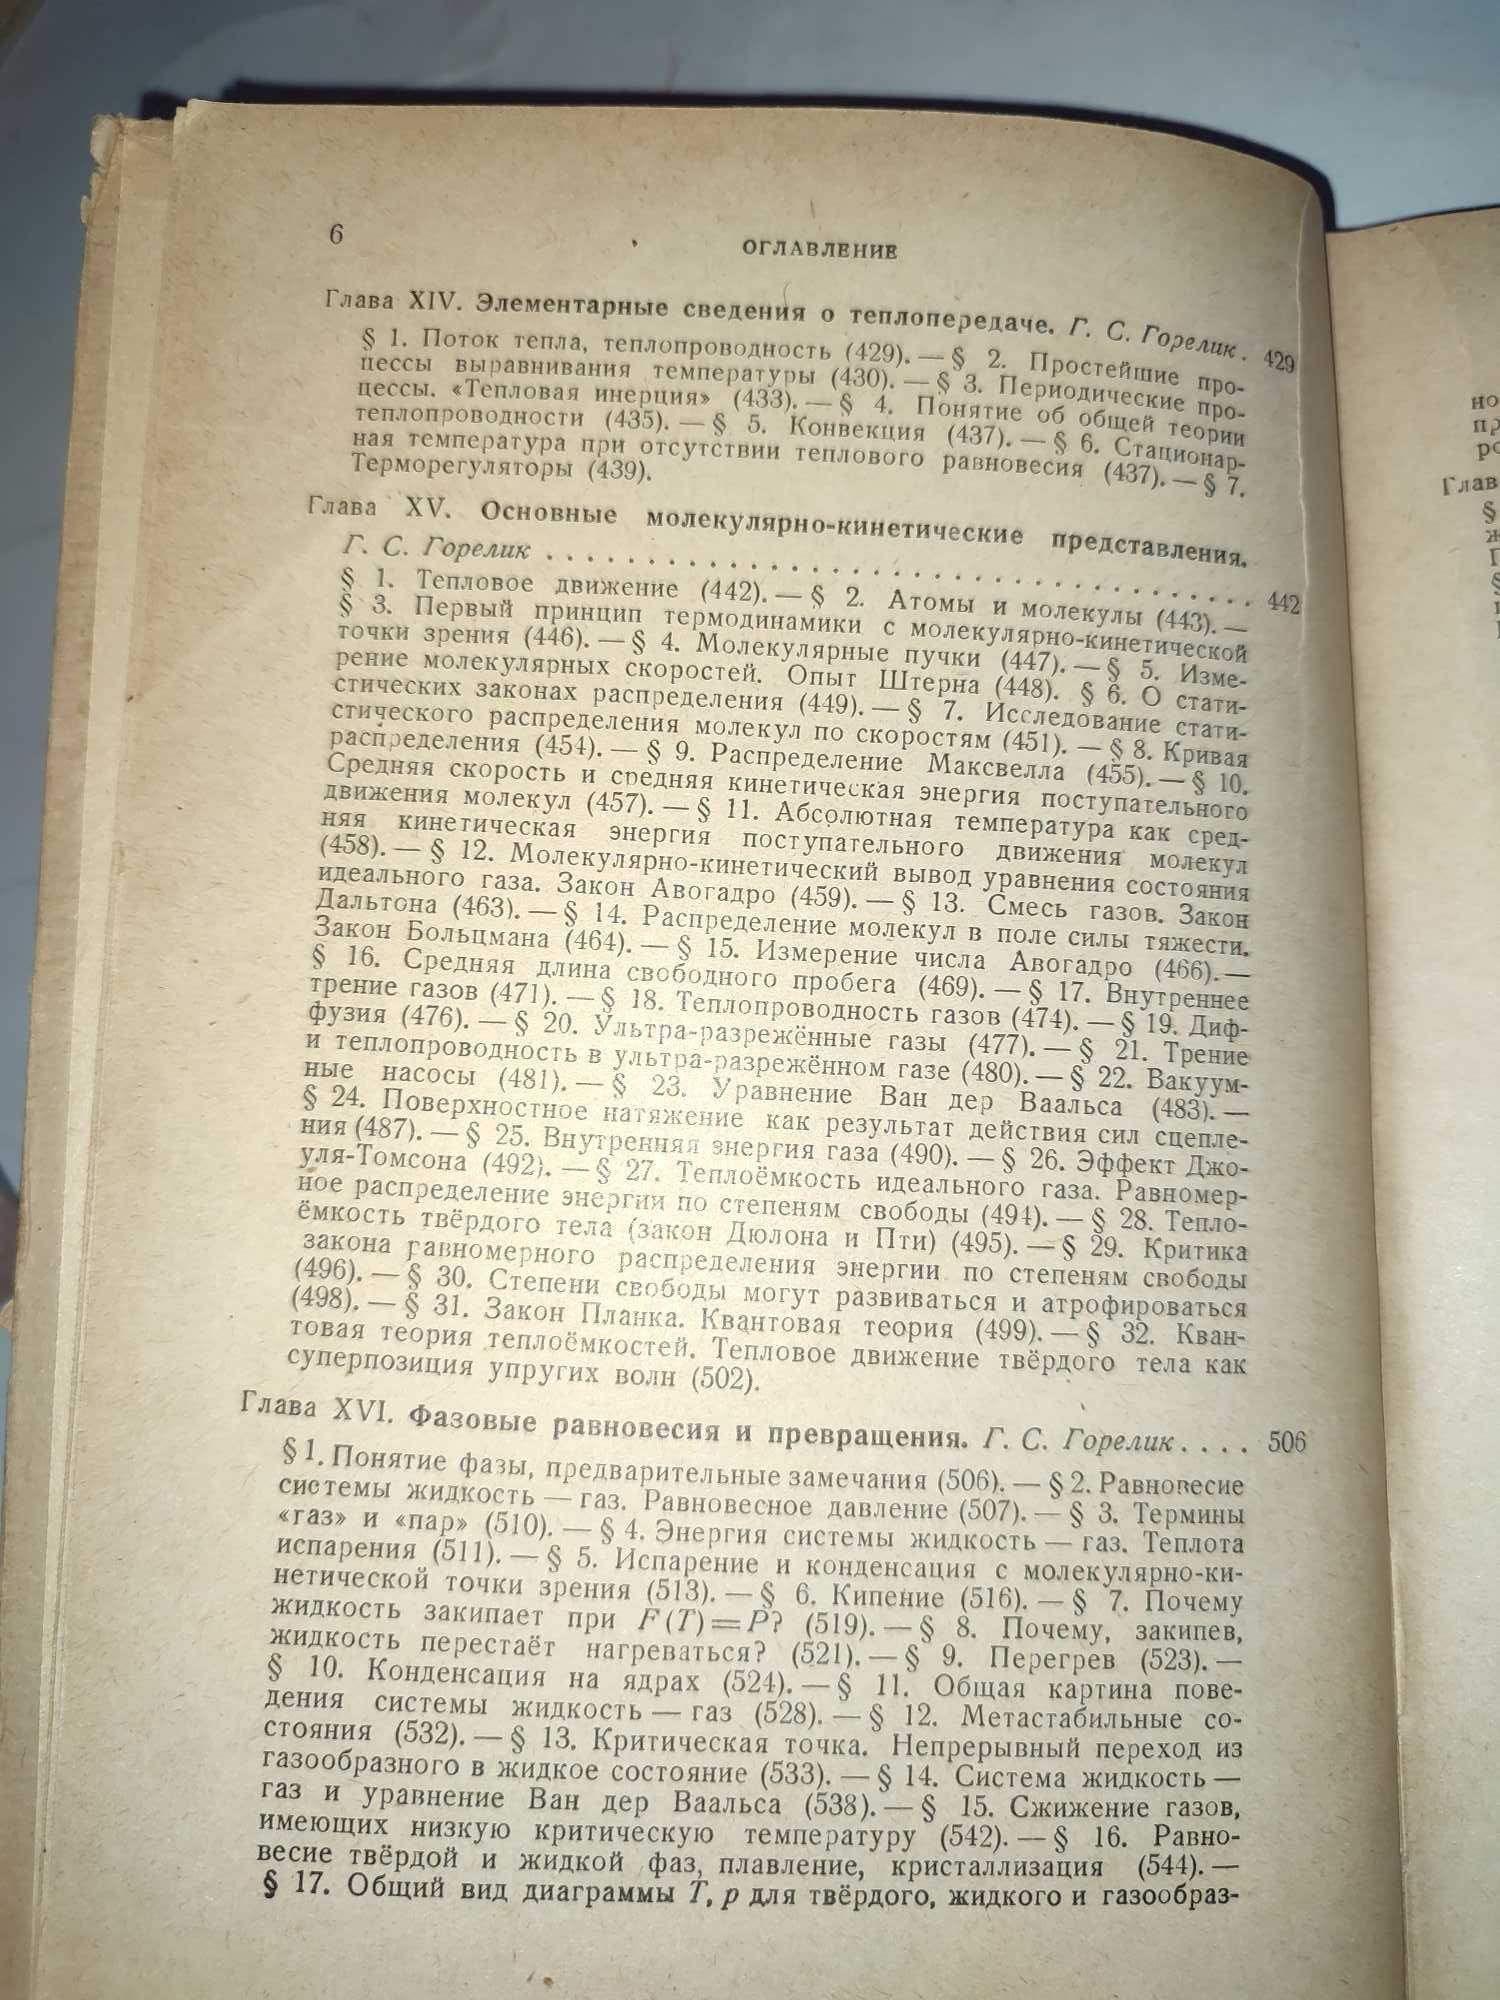 6
ОГЛАВЛЕНИЕ
Глава XIV. Элементарные сведения о теплопередаче. Г. С. Горелик . 429
§ 1. Поток тепла, теплопроводность (429). — § 2. Простейшие про-
цессы выравнивания температуры (430). — § 3. Периодические про-
цессы. «Тепловая инерция» (433). — § 4. Понятие об общей теории
теплопроводности (435). — § 5. Конвекция (437). — § 6. Стационар-
ная температура при отсутствии теплового равновесия (437). — § 7.
Терморегуляторы (439).
Глава XV. Основные молекулярно-кинетические представления.
Г. С. Горелик . . . . . . . . . . . . . . . . . . . . . . . . . . . . . . 442
§ 1. Тепловое движение (442). — § 2. Атомы и молекулы (443). —
§ 3. Первый принцип термодинамики с молекулярно-кинетической
точки зрения (446). — § 4. Молекулярные пучки (447). — § 5. Изме-
рение молекулярных скоростей. Опыт Штерна (448). § 6. О стати-
стических законах распределения (449). — § 7. Исследование стати-
стического распределения молекул по скоростям (451). — § 8. Кривая
распределения (454). — § 9. Распределение Максвелла (455). — § 10.
Средняя скорость и средняя кинетическая энергия поступательного
движения молекул (457). — § 11. Абсолютная температура как сред-
няя кинетическая энергия поступательного движения молекул
(458). — § 12. Молекулярно-кинетический вывод уравнения состояния
идеального газа. Закон Авогадро (459). — § 13. Смесь газов. Закон
Дальтона (463). — § 14. Распределение молекул в поле силы тяжести.
Закон Больцмана (464). — § 15. Измерение числа Авогадро (466). —
§ 16. Средняя длина свободного пробега (469). — § 17. Внутреннее
трение газов (471). — § 18. Теплопроводность газов (474). — § 19. Диф-
фузия (476). — § 20. Ультра-разрежённые газы (477). — § 21. Трение
и теплопроводность в ультра-разрежённом газе (480). — § 22. Вакуум-
ные насосы (481). — § 23. Уравнение Ван дер Ваальса (483). —
§ 24. Поверхностное натяжение как результат действия сил сцепле-
ния (487). — § 25. Внутренняя энергия газа (490). — § 26. Эффект Джо-
уля-Томсона (492). — § 27. Теплоёмкость идеального газа. Равномер-
ное распределение энергии по степеням свободы (494). — § 28. Тепло-
ёмкость твёрдого тела (закон Дюлона и Пти) (495). — § 29. Критика
закона равномерного распределения энергии по степеням свободы
(496). — § 30. Степени свободы могут развиваться и атрофироваться
(498). — § 31. Закон Планка. Квантовая теория (499). — § 32. Кван-
товая теория теплоёмкостей. Тепловое движение твёрдого тела как
суперпозиция упругих волн (502).
Глава XVI. Фазовые равновесия и превращения. Г. С. Горелик . . . . 506
§ 1. Понятие фазы, предварительные замечания (506). — § 2. Равновесие
системы жидкость — газ. Равновесное давление (507). — § 3. Термины
«газ» и «пар» (510). — § 4. Энергия системы жидкость — газ. Теплота
испарения (511). — § 5. Испарение и конденсация с молекулярно-ки-
нетической точки зрения (513). — § 6. Кипение (516). — § 7. Почему
жидкость закипает при F (T) = P? (519). — § 8. Почему, закипев,
жидкость перестаёт нагреваться? (521). — § 9. Перегрев (523). —
§ 10. Конденсация на ядрах (524). — § 11. Общая картина пове-
дения системы жидкость — газ (528). — § 12. Метастабильные со-
стояния (532). — § 13. Критическая точка. Непрерывный переход из
газообразного в жидкое состояние (533). — § 14. Система жидкость —
газ и уравнение Ван дер Ваальса (538). — § 15. Сжижение газов,
имеющих низкую критическую температуру (542). — § 16. Равно-
весие твёрдой и жидкой фаз, плавление, кристаллизация (544). —
§ 17. Общий вид диаграммы T, p для твёрдого, жидкого и газообраз-